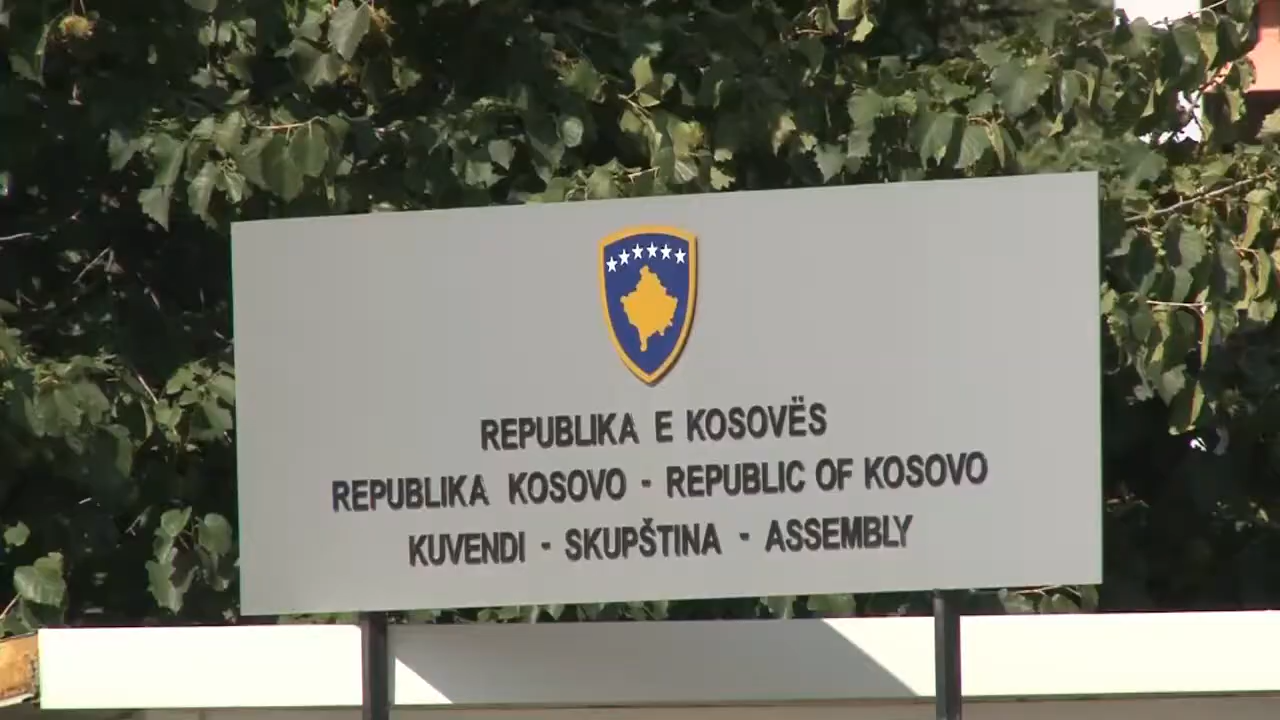 REPUBLIKA E KOSOVËS
REPUBLIKA KOSOVO - REPUBLIC OF KOSOVO
KUVENDI - SKUPŠTINA - ASSEMBLY